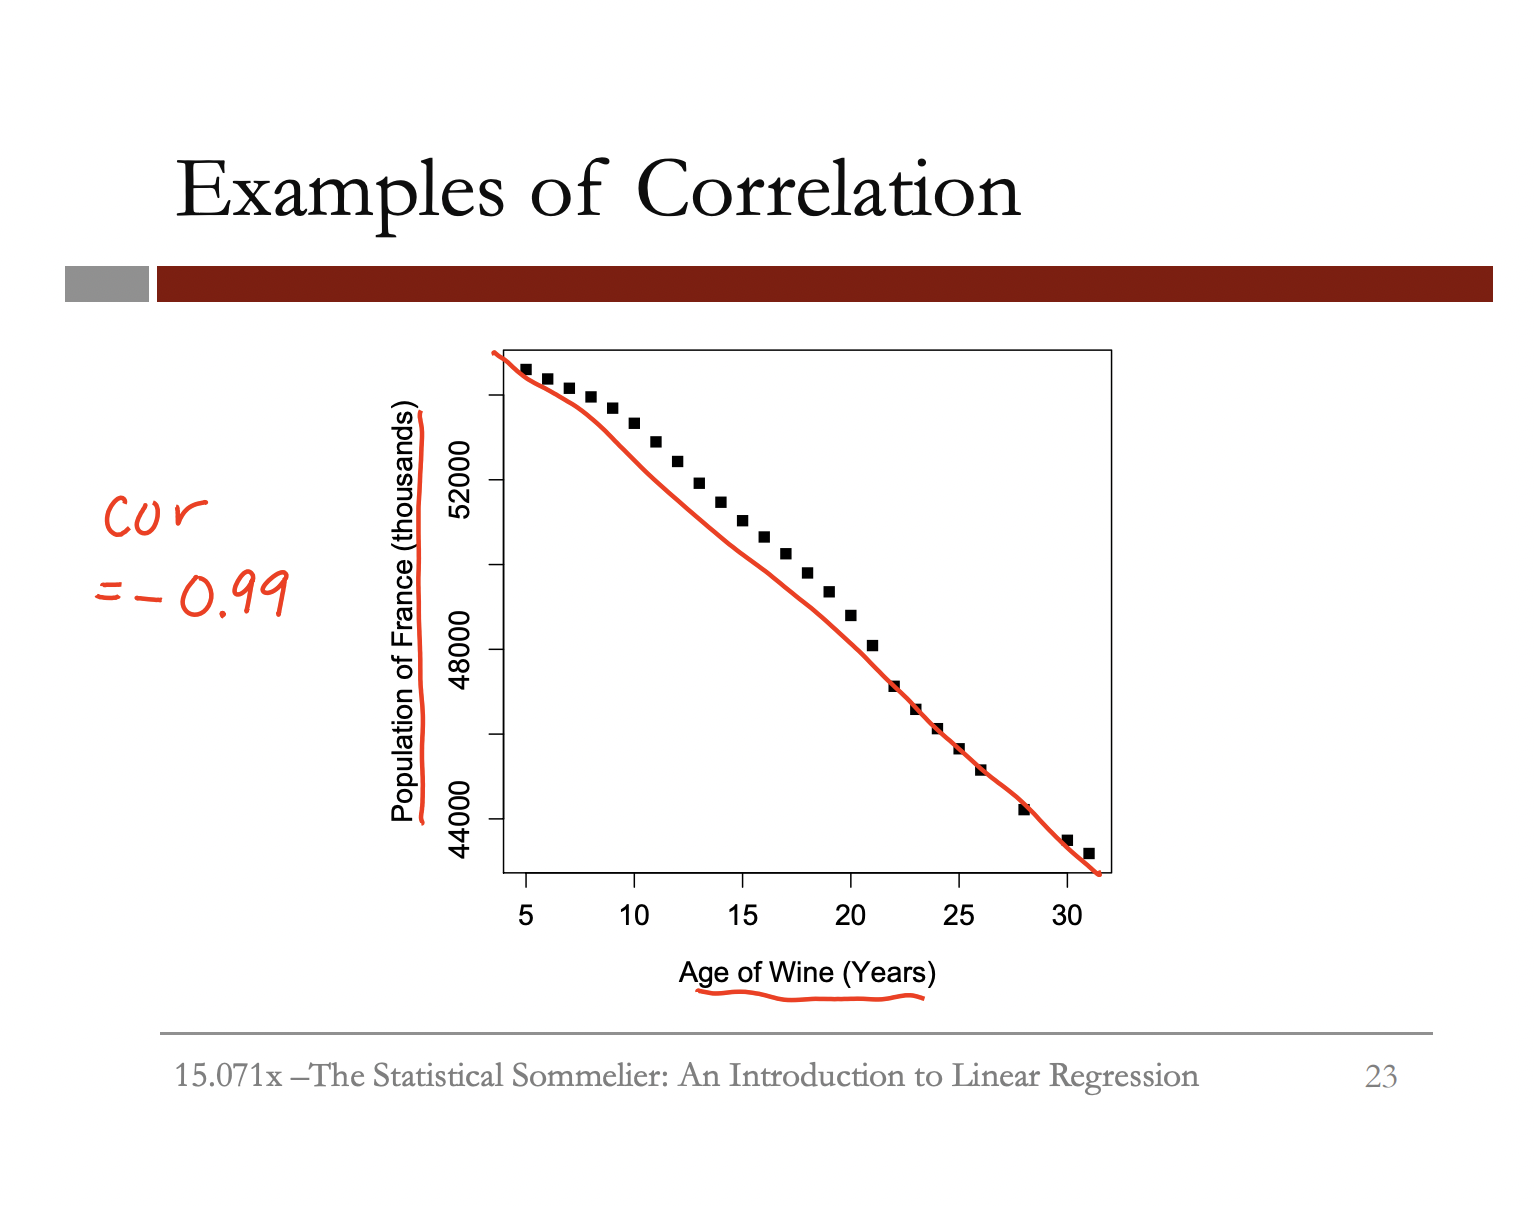 Examples of Correlation
cor
=-0.99
Population of France (thousands)
52000
48000
44000
5 10 15 20 25 30
Age of Wine (Years)
15.071x –The Statistical Sommelier: An Introduction to Linear Regression 23